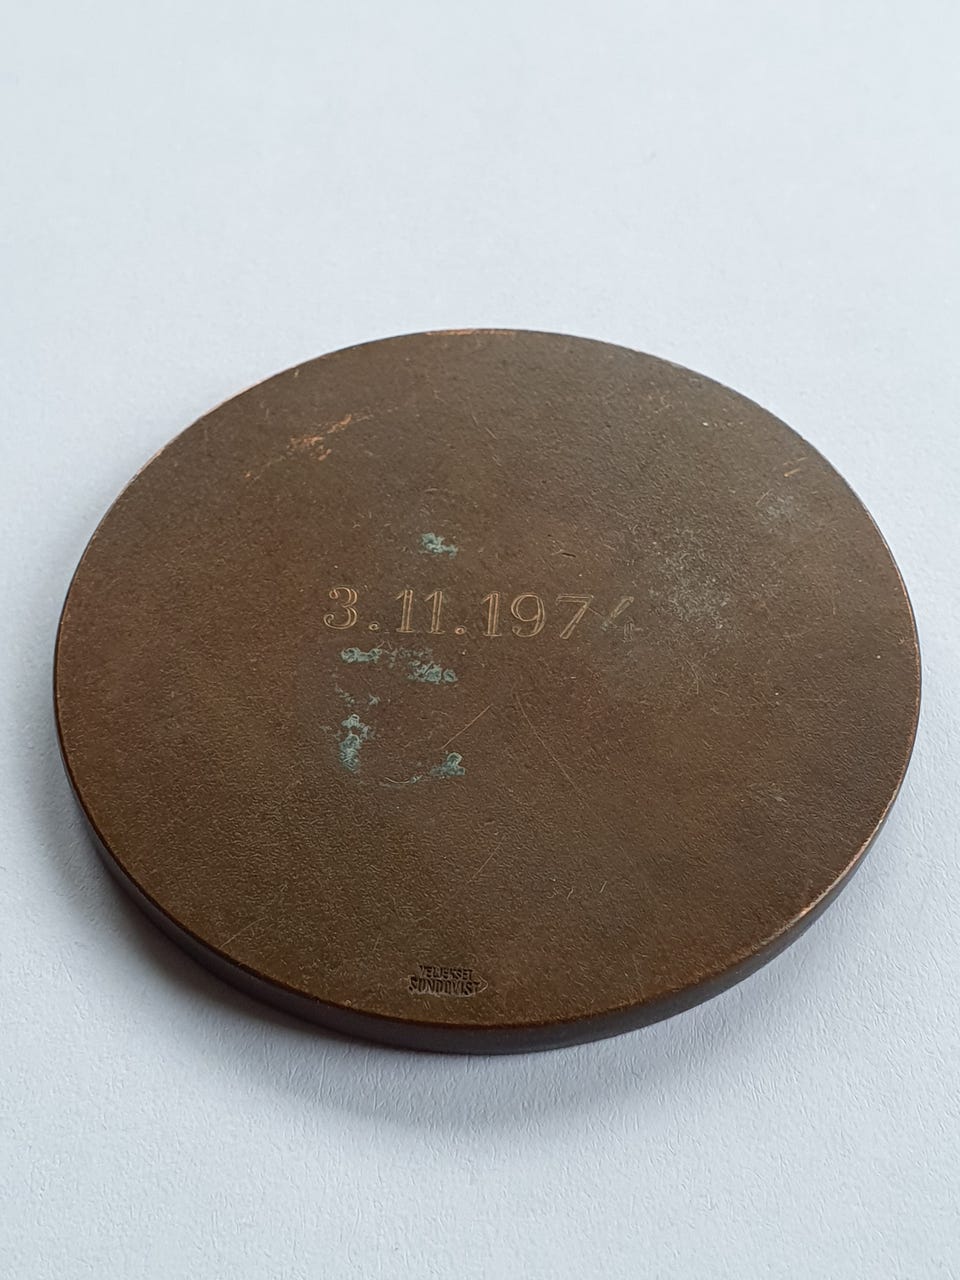 3.11.1974
VELJEKSET
SUNDQVIST